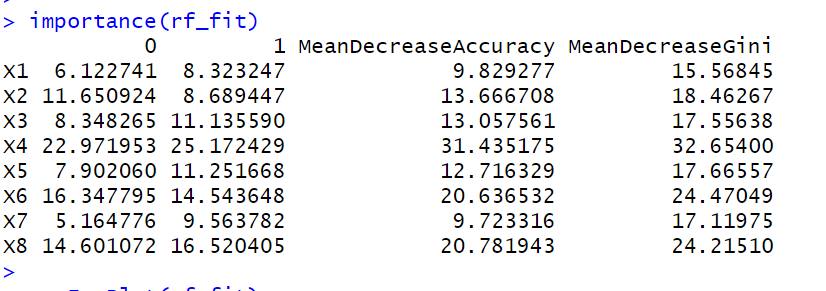 > importance(rf_fit)
0 1 MeanDecreaseAccuracy MeanDecreaseGini
X1 6.122741 8.323247 9.829277 15.56845
X2 11.650924 8.689447 13.666708 18.46267
X3 8.348265 11.135590 13.057561 17.55638
X4 22.971953 25.172429 31.435175 32.65400
X5 7.902060 11.251668 12.716329 17.66557
X6 16.347795 14.543648 20.636532 24.47049
X7 5.164776 9.563782 9.723316 17.11975
X8 14.601072 16.520405 20.781943 24.21510
>